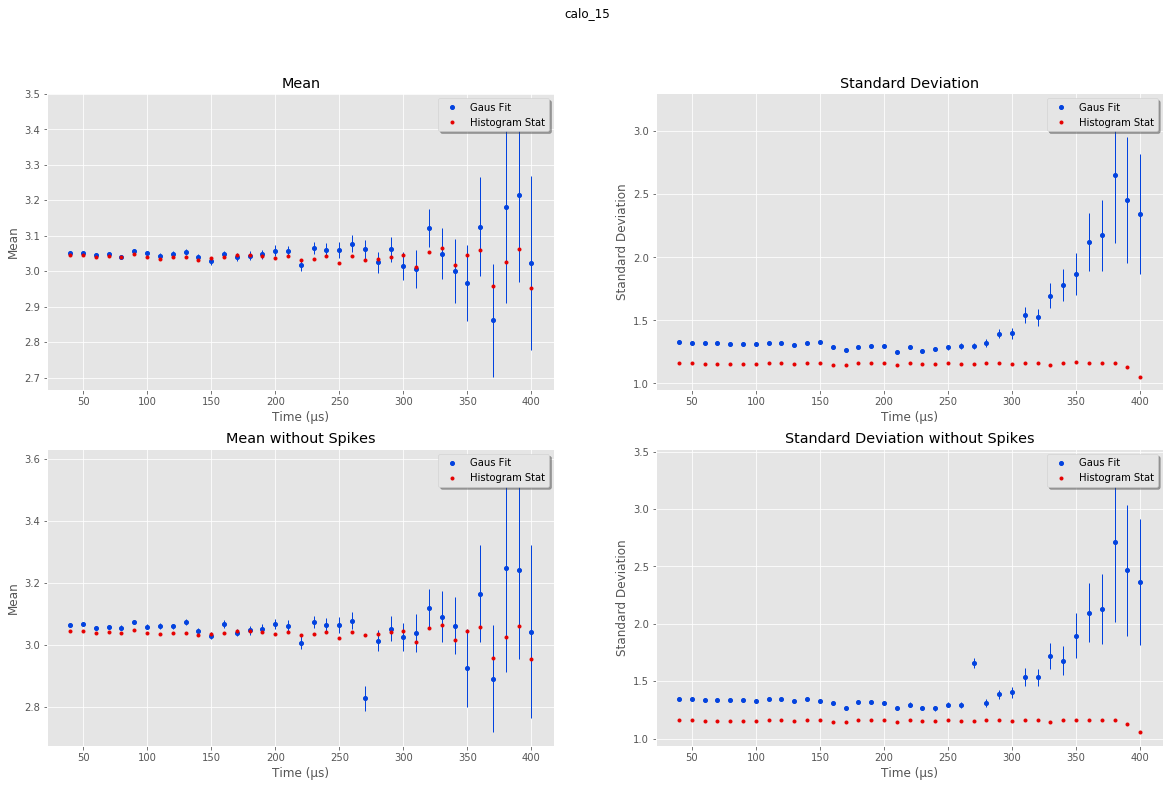 calo_15
Mean
Mean
3.5
3.4
3.3
3.2
3.1
3.0
2.9
2.8
2.7
Gaus Fit
Histogram Stat
50 100 150 200 250 300 350 400
Time (μs)
Standard Deviation
Standard Deviation
3.0
2.5
2.0
1.5
1.0
Gaus Fit
Histogram Stat
50 100 150 200 250 300 350 400
Time (μs)
Mean without Spikes
Mean
3.6
3.4
3.2
3.0
2.8
Gaus Fit
Histogram Stat
50 100 150 200 250 300 350 400
Time (μs)
Standard Deviation without Spikes
Standard Deviation
3.5
3.0
2.5
2.0
1.5
1.0
Gaus Fit
Histogram Stat
50 100 150 200 250 300 350 400
Time (μs)